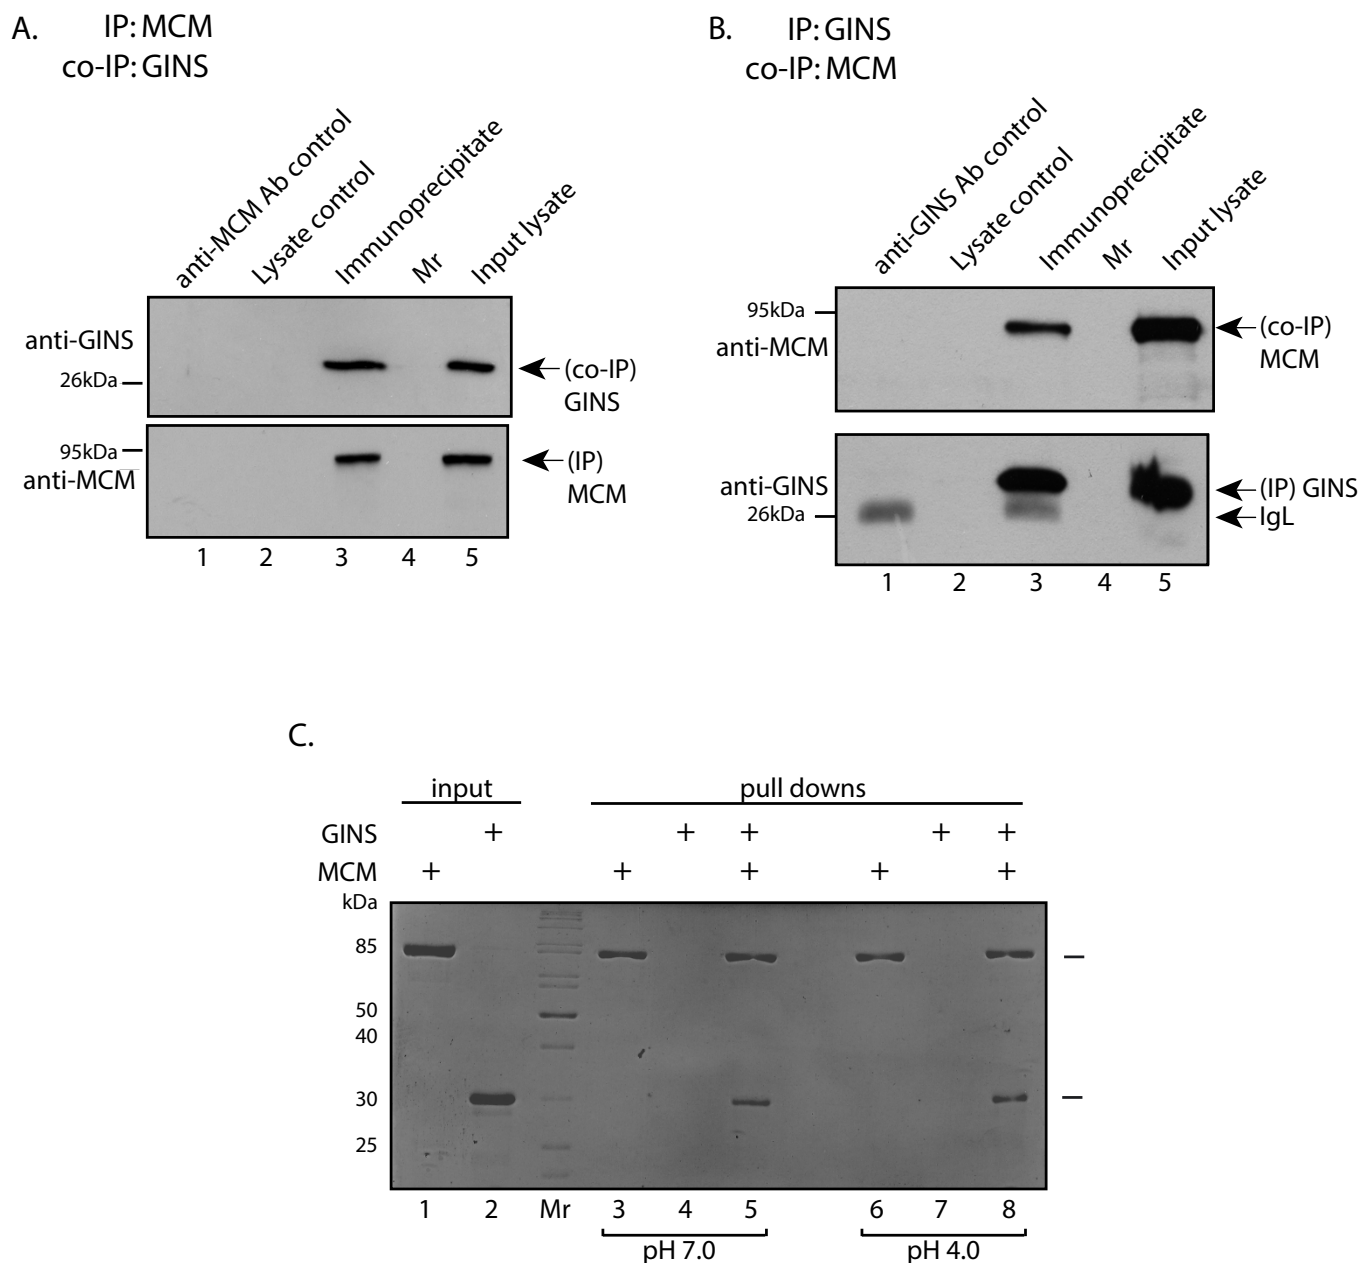 A.
IP: MCM
co-IP: GINS
anti-MCM Ab control
Lysate control
Immunoprecipitate
Mr
Input lysate
anti-GINS
26kDa
(co-IP)
GINS
95kDa
anti-MCM
(IP)
MCM
1 2 3 4 5
B.
IP: GINS
co-IP: MCM
anti-GINS Ab control
Lysate control
Immunoprecipitate
Mr
Input lysate
95kDa
anti-MCM
(co-IP)
MCM
anti-GINS
26kDa
(IP) GINS
IgL
1 2 3 4 5
C.
input pull downs
GINS + + + + +
MCM + + + + +
kDa
85
50
40
30
25
1 2 Mr 3 4 5 6 7 8
pH 7.0 pH 4.0